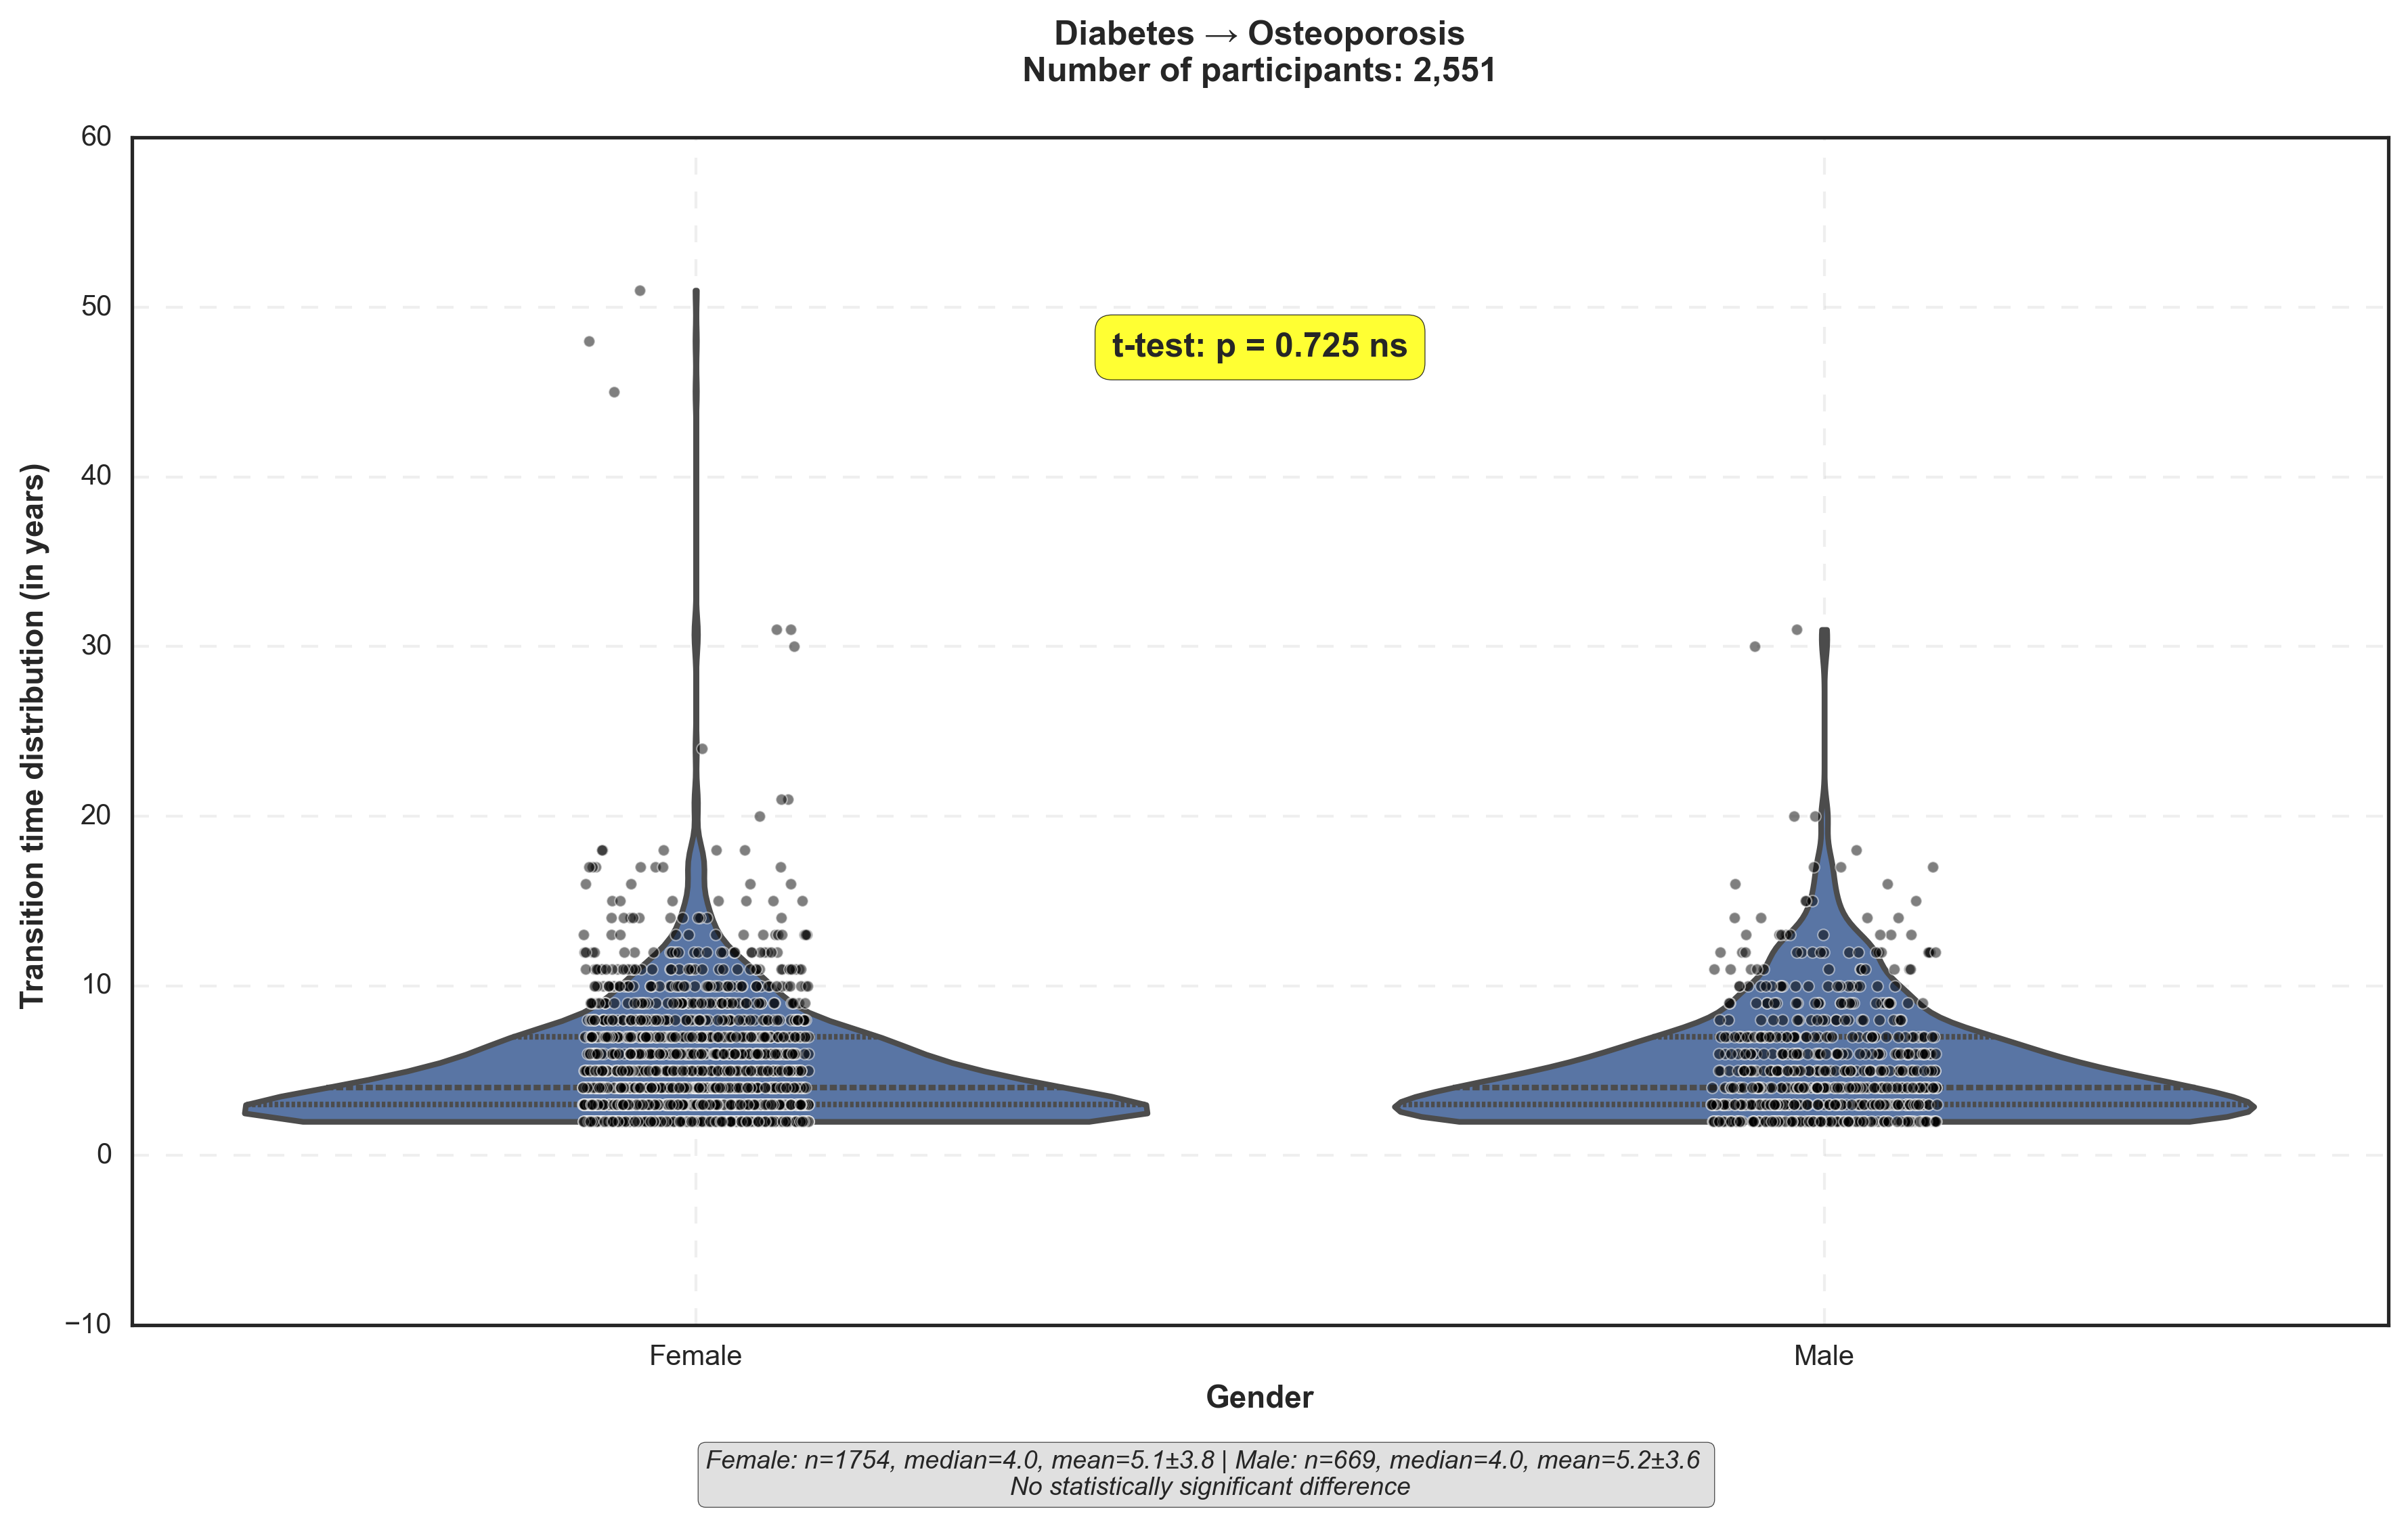 Diabetes → Osteoporosis
Number of participants: 2,551
60
50
40
30
20
10
0
−10
Transition time distribution (in years)
t-test: p = 0.725 ns
Female
Male
Gender
Female: n=1754, median=4.0, mean=5.1±3.8 | Male: n=669, median=4.0, mean=5.2±3.6
No statistically significant difference